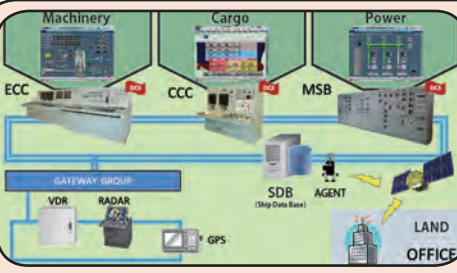 Machinery
Cargo
Power
ECC
DCS
CCC
DCS
MSB
DCS
GATEWAY GROUP
SDB
(Ship Data Base)
AGENT
VDR
RADAR
GPS
LAND
OFFICE